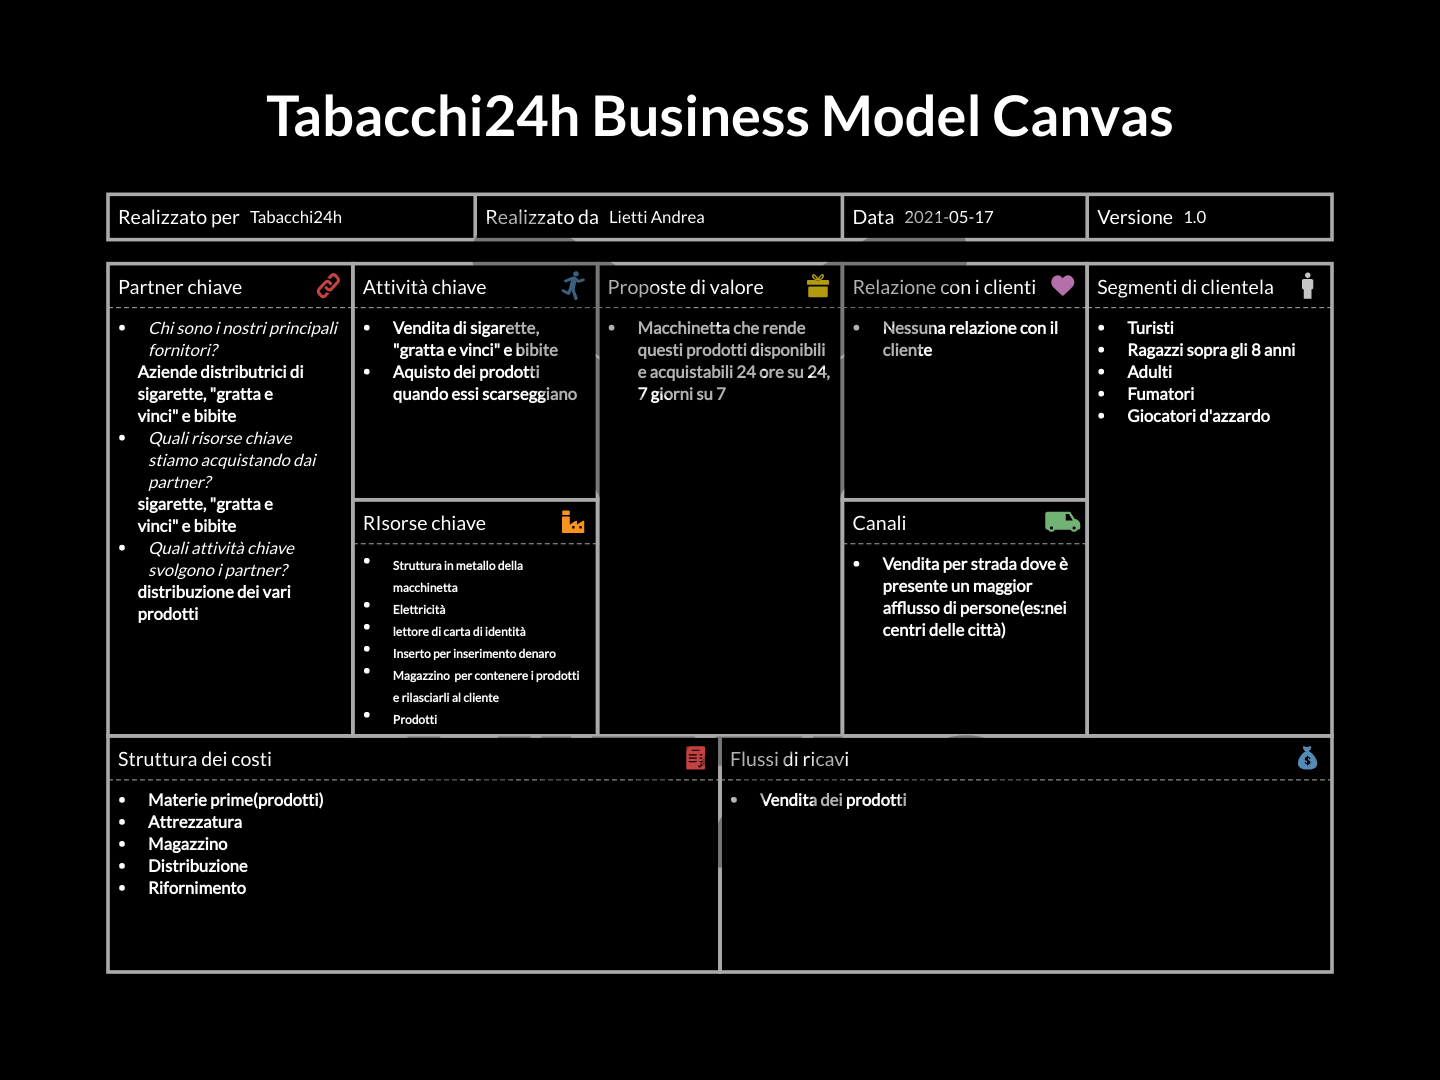 Tabacchi24h Business Model Canvas
Realizzato per Tabacchi24h
Realizzato da Lietti Andrea
Data 2021-05-17
Versione 1.0
Partner chiave
• Chi sono i nostri principali
fornitori?
Aziende distributrici di
sigarette, "gratta e
vinci" e bibite
• Quali risorse chiave
stiamo acquistando dai
partner?
sigarette, "gratta e
vinci" e bibite
• Quali attività chiave
svolgono i partner?
distribuzione dei vari
prodotti
Attività chiave
• Vendita di sigarette,
"gratta e vinci" e bibite
• Aquisto dei prodotti
quando essi scarseggiano
RIsorse chiave
• Struttura in metallo della
macchinetta
• Elettricità
• lettore di carta di identità
• Inserto per inserimento denaro
• Magazzino per contenere i prodotti
e rilasciarli al cliente
• Prodotti
Proposte di valore
• Macchinetta che rende
questi prodotti disponibili
e acquistabili 24 ore su 24,
7 giorni su 7
Relazione con i clienti
• Nessuna relazione con il
cliente
Canali
• Vendita per strada dove è
presente un maggior
afflusso di persone(es:nei
centri delle città)
Segmenti di clientela
• Turisti
• Ragazzi sopra gli 8 anni
• Adulti
• Fumatori
• Giocatori d'azzardo
Struttura dei costi
• Materie prime(prodotti)
• Attrezzatura
• Magazzino
• Distribuzione
• Rifornimento
Flussi di ricavi
• Vendita dei prodotti